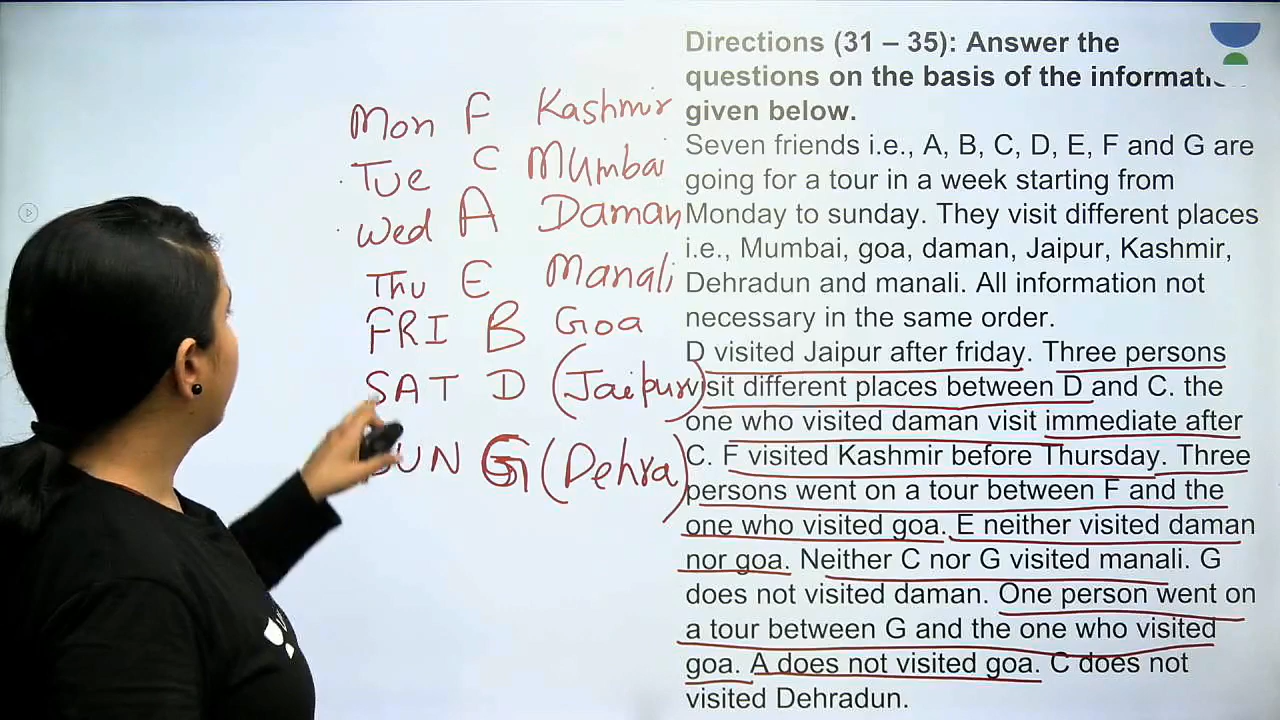 Directions (31 – 35): Answer the
questions on the basis of the informati
given below.
Seven friends i.e., A, B, C, D, E, F and G are
going for a tour in a week starting from
Monday to sunday. They visit different places
i.e., Mumbai, goa, daman, Jaipur, Kashmir,
Dehradun and manali. All information not
necessary in the same order.
D visited Jaipur after friday. Three persons
visit different places between D and C. the
one who visited daman visit immediate after
C. F visited Kashmir before Thursday. Three
persons went on a tour between F and the
one who visited goa. E neither visited daman
nor goa. Neither C nor G visited manali. G
does not visited daman. One person went on
a tour between G and the one who visited
goa. A does not visited goa. C does not
visited Dehradun.
Mon F Kashmir
Tue C Mumbai
Wed A Daman
Thu E Manali
FRI B Goa
SAT D (Jaipur)
SUN G (Dehra)